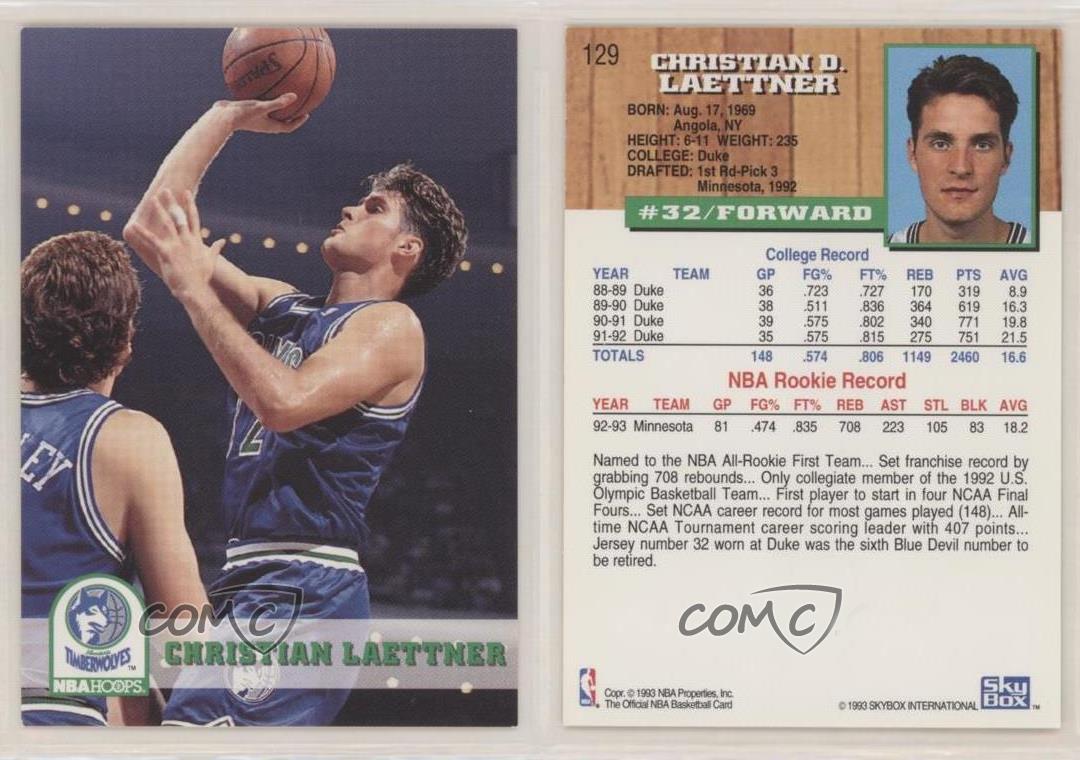 SPALDING
LEY
2
TIMBERWOLVES
NBA HOOPS
CHRISTIAN LAETTNER
COMC
129
CHRISTIAN D.
LAETTNER
BORN: Aug. 17, 1969
Angola, NY
HEIGHT: 6-11 WEIGHT: 235
COLLEGE: Duke
DRAFTED: 1st Rd-Pick 3
Minnesota, 1992
#32/FORWARD
College Record
YEAR TEAM GP FG% FT% REB PTS AVG
88-89 Duke 36 .723 .727 170 319 8.9
89-90 Duke 38 .511 .836 364 619 16.3
90-91 Duke 39 .575 .802 340 771 19.8
91-92 Duke 35 .575 .815 275 751 21.5
TOTALS 148 .574 .806 1149 2460 16.6
NBA Rookie Record
YEAR TEAM GP FG% FT% REB AST STL BLK AVG
92-93 Minnesota 81 .474 .835 708 223 105 83 18.2
Named to the NBA All-Rookie First Team... Set franchise record by
grabbing 708 rebounds... Only collegiate member of the 1992 U.S.
Olympic Basketball Team... First player to start in four NCAA Final
Fours... Set NCAA career record for most games played (148)... All-
time NCAA Tournament career scoring leader with 407 points...
Jersey number 32 worn at Duke was the sixth Blue Devil number to
be retired.
COMC
NBA
Copr. © 1993 NBA Properties, Inc.
The Official NBA Basketball Card
© 1993 SKYBOX INTERNATIONAL
SkyBox™